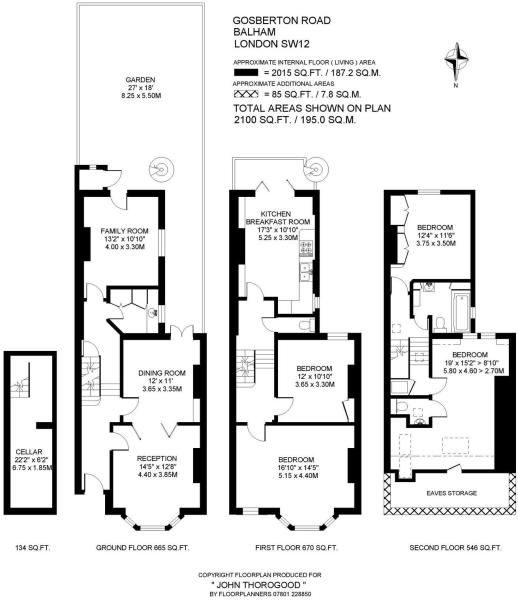 GOSBERTON ROAD
BALHAM
LONDON SW12
APPROXIMATE INTERNAL FLOOR ( LIVING ) AREA
= 2015 SQ.FT. / 187.2 SQ.M.
APPROXIMATE ADDITIONAL AREAS
= 85 SQ.FT. / 7.8 SQ.M.
TOTAL AREAS SHOWN ON PLAN
2100 SQ.FT. / 195.0 SQ.M.
N
GARDEN
27' x 18'
8.25 x 5.50M.
FAMILY ROOM
13'2" x 10'10"
4.00 x 3.30M.
KITCHEN
BREAKFAST ROOM
17'3" x 10'10"
5.25 x 3.30M.
BEDROOM
12'4" x 11'6"
3.75 x 3.50M.
DINING ROOM
12' x 11'
3.65 x 3.35M.
BEDROOM
12' x 10'10"
3.65 x 3.30M.
BEDROOM
19' x 15'2" > 8'10"
5.80 x 4.60 > 2.70M.
CELLAR
22'2" x 6'2"
6.75 x 1.85M.
RECEPTION
14'5" x 12'8"
4.40 x 3.85M.
BEDROOM
16'10" x 14'5"
5.15 x 4.40M.
EAVES STORAGE
134 SQ.FT.
GROUND FLOOR 665 SQ.FT.
FIRST FLOOR 670 SQ.FT.
SECOND FLOOR 546 SQ.FT.
COPYRIGHT FLOORPLAN PRODUCED FOR
" JOHN THOROGOOD "
BY FLOORPLANNERS 07801 228850